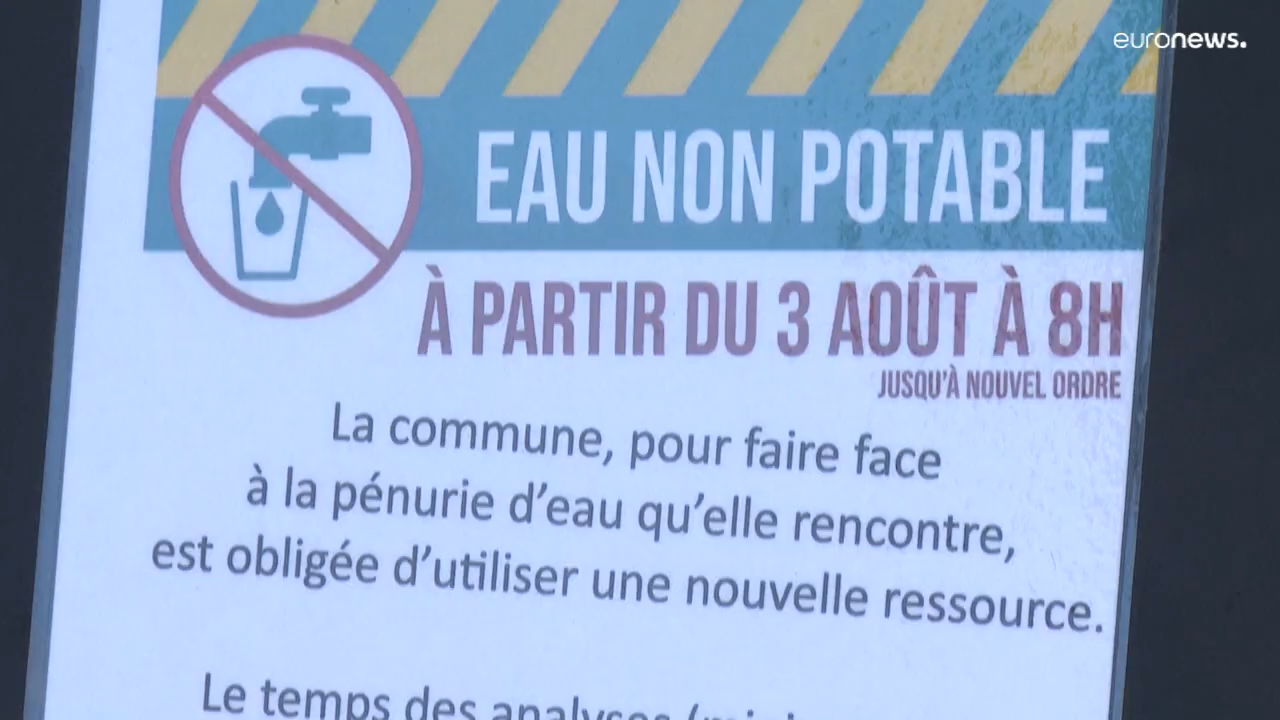 euronews.
EAU NON POTABLE
À PARTIR DU 3 AOÛT À 8H
JUSQU'À NOUVEL ORDRE
La commune, pour faire face
à la pénurie d'eau qu'elle rencontre,
est obligée d'utiliser une nouvelle ressource.
Le temps des analyses